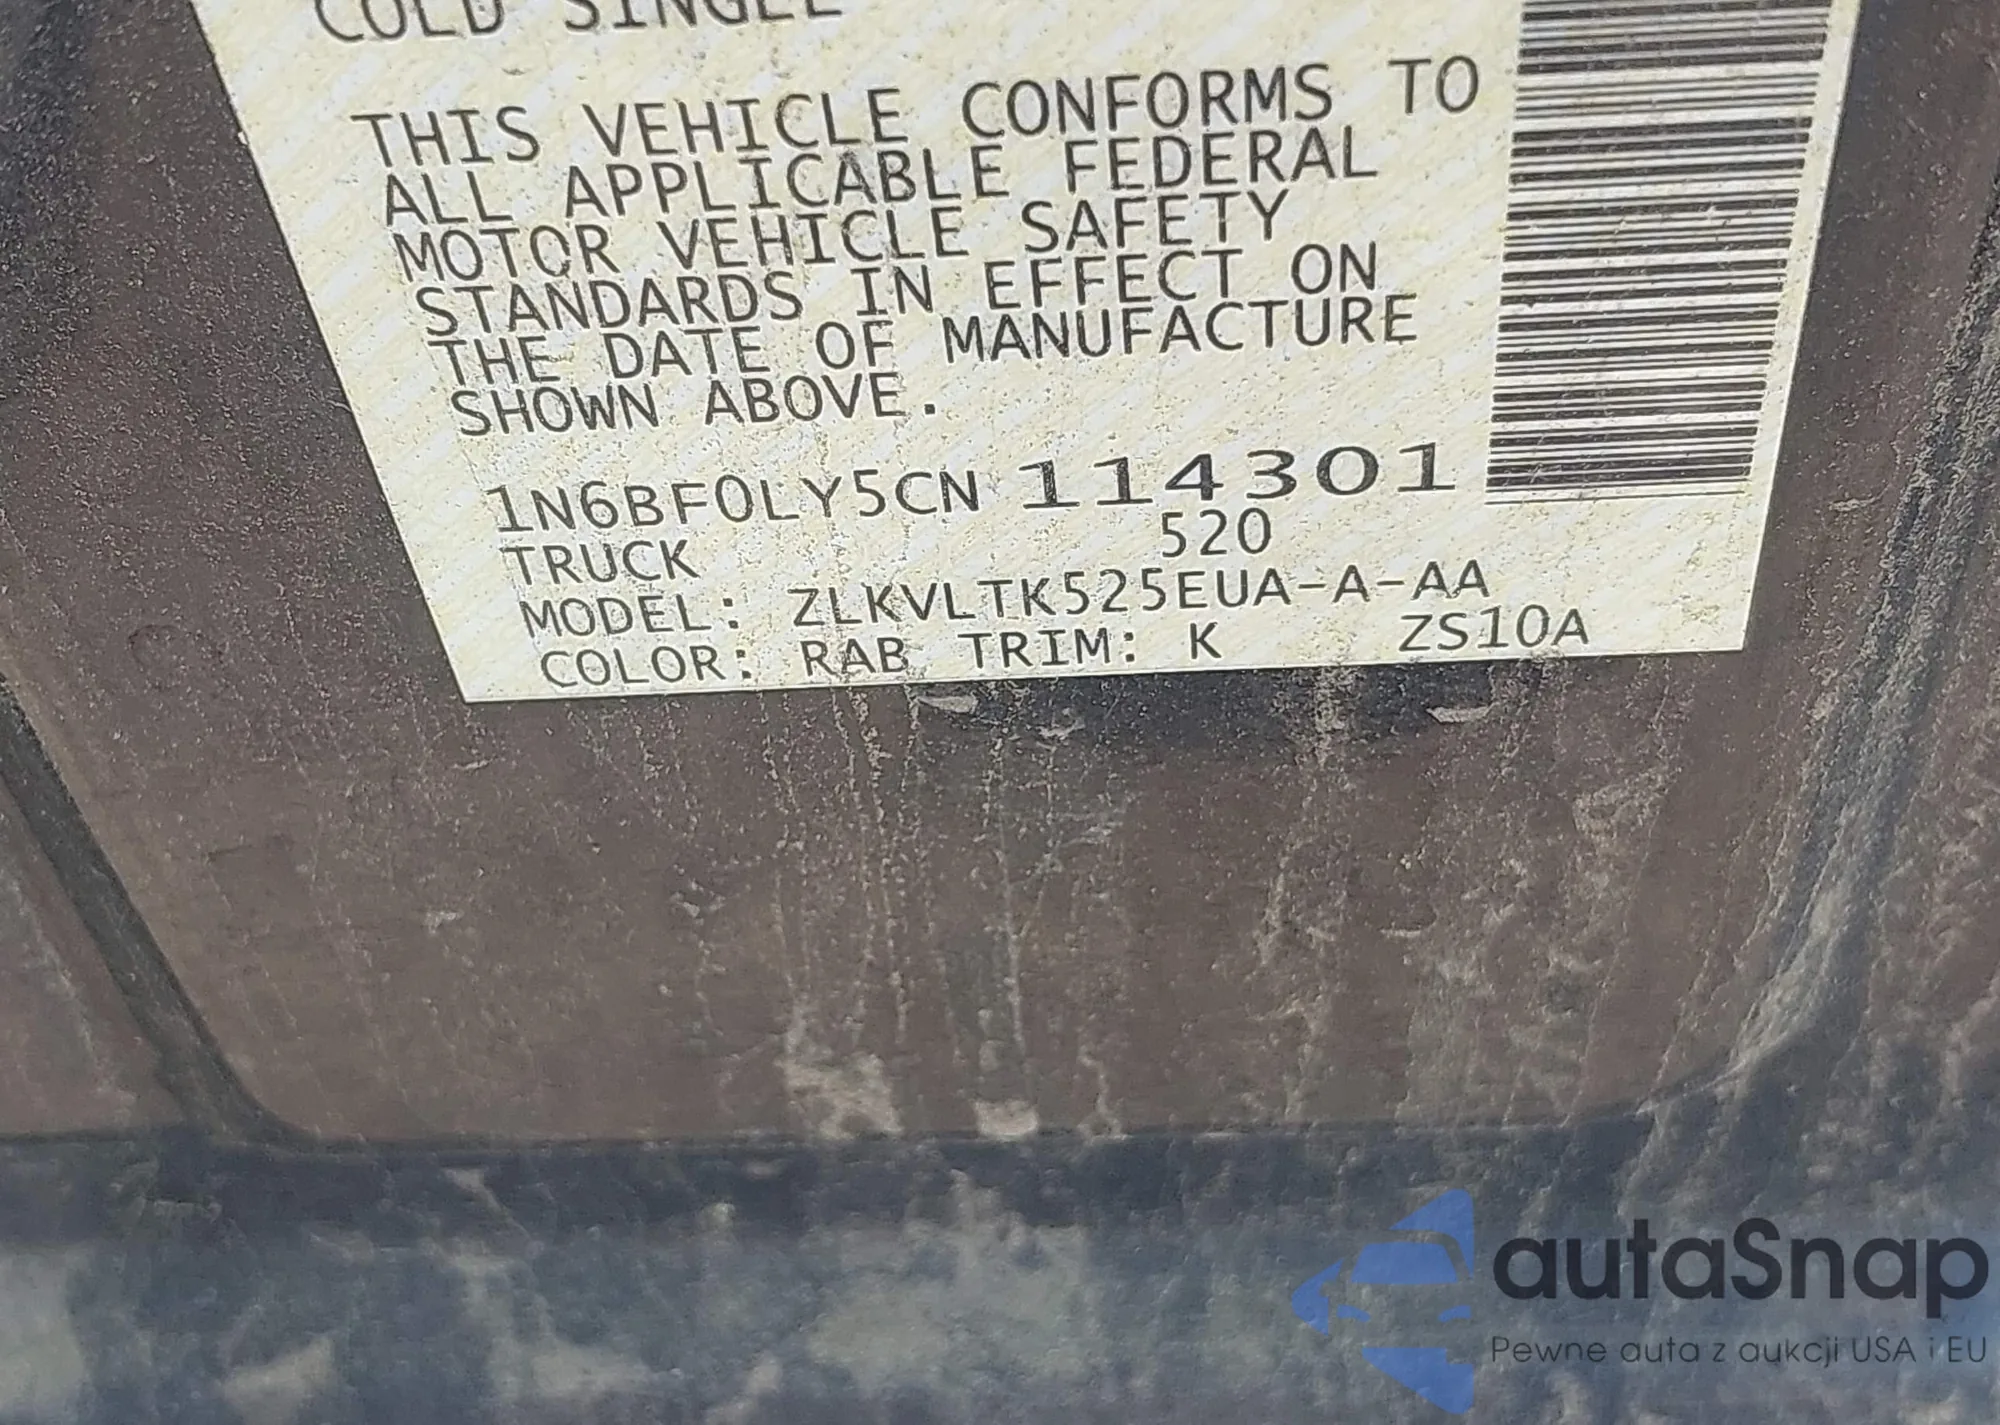 COLD SINGLE
THIS VEHICLE CONFORMS TO
ALL APPLICABLE FEDERAL
MOTOR VEHICLE SAFETY
STANDARDS IN EFFECT ON
THE DATE OF MANUFACTURE
SHOWN ABOVE.
1N6BF0LY5CN 114301
TRUCK 520
MODEL: ZLKVLTK525EUA-A-AA
COLOR: RAB TRIM: K ZS10A
autaSnap
Pewne auta z aukcji USA i EU